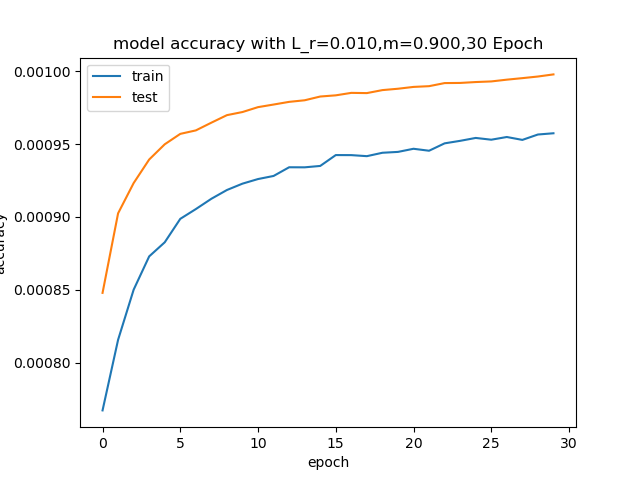 model accuracy with L_r=0.010,m=0.900,30 Epoch
train
test
0.00100
0.00095
0.00090
0.00085
0.00080
accuracy
0 5 10 15 20 25 30
epoch